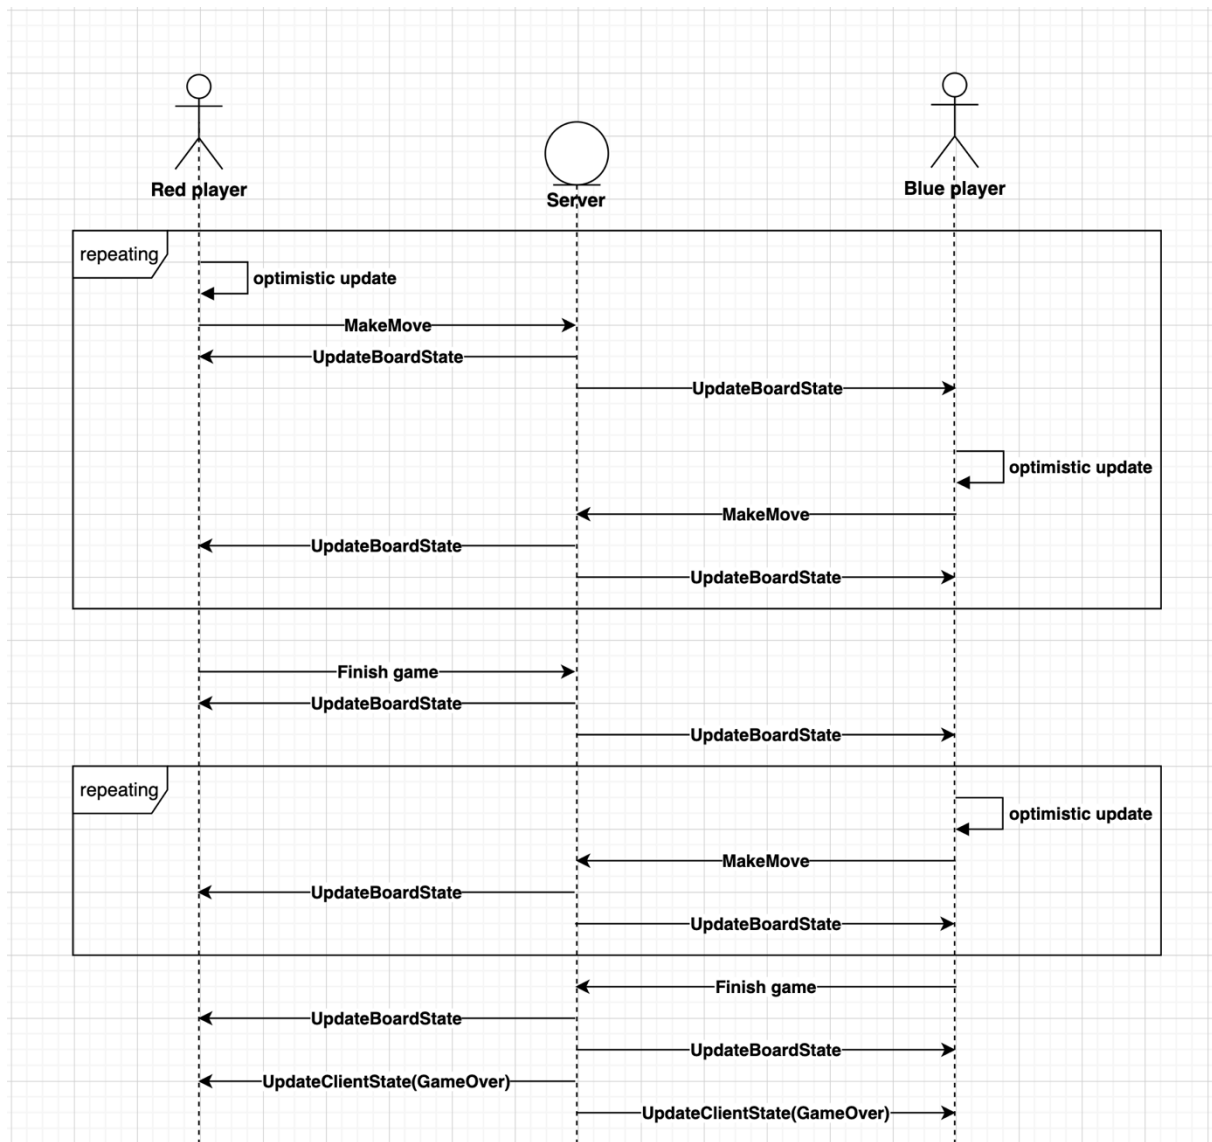 Red player
Server
Blue player
repeating
optimistic update
MakeMove
UpdateBoardState
UpdateBoardState
optimistic update
MakeMove
UpdateBoardState
UpdateBoardState
Finish game
UpdateBoardState
UpdateBoardState
repeating
optimistic update
MakeMove
UpdateBoardState
UpdateBoardState
Finish game
UpdateBoardState
UpdateBoardState
UpdateClientState(GameOver)
UpdateClientState(GameOver)